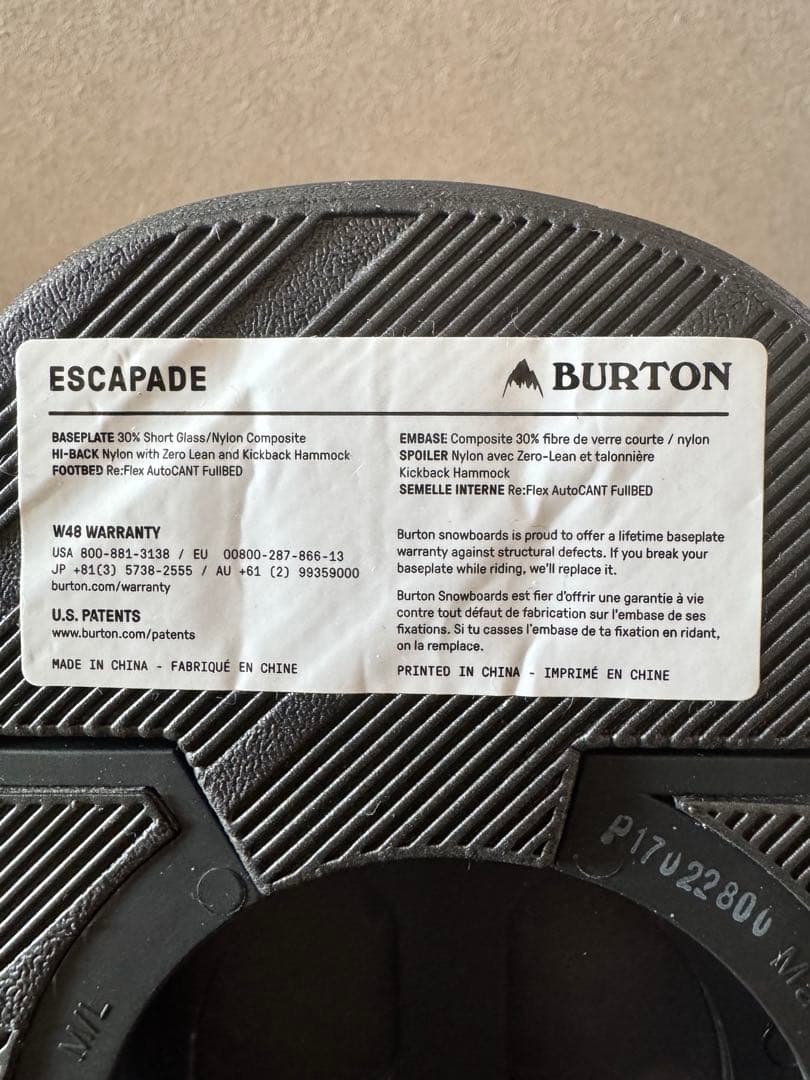 ESCAPADE
BURTON
BASEPLATE 30% Short Glass/Nylon Composite
HI-BACK Nylon with Zero Lean and Kickback Hammock
FOOTBED Re:Flex AutoCANT FullBED
EMBASE Composite 30% fibre de verre courte / nylon
SPOILER Nylon avec Zero-Lean et talonnière
Kickback Hammock
SEMELLE INTERNE Re:Flex AutoCANT FullBED
W48 WARRANTY
USA 800-881-3138 / EU 00800-287-866-13
JP +81(3) 5738-2555 / AU +61 (2) 99359000
burton.com/warranty
U.S. PATENTS
www.burton.com/patents
MADE IN CHINA - FABRIQUÉ EN CHINE
Burton snowboards is proud to offer a lifetime baseplate
warranty against structural defects. If you break your
baseplate while riding, we'll replace it.
Burton Snowboards est fier d'offrir une garantie à vie
contre tout défaut de fabrication sur l'embase de ses
fixations. Si tu casses l'embase de ta fixation en ridant,
on la remplace.
PRINTED IN CHINA - IMPRIMÉ EN CHINE
P17022800
M/L